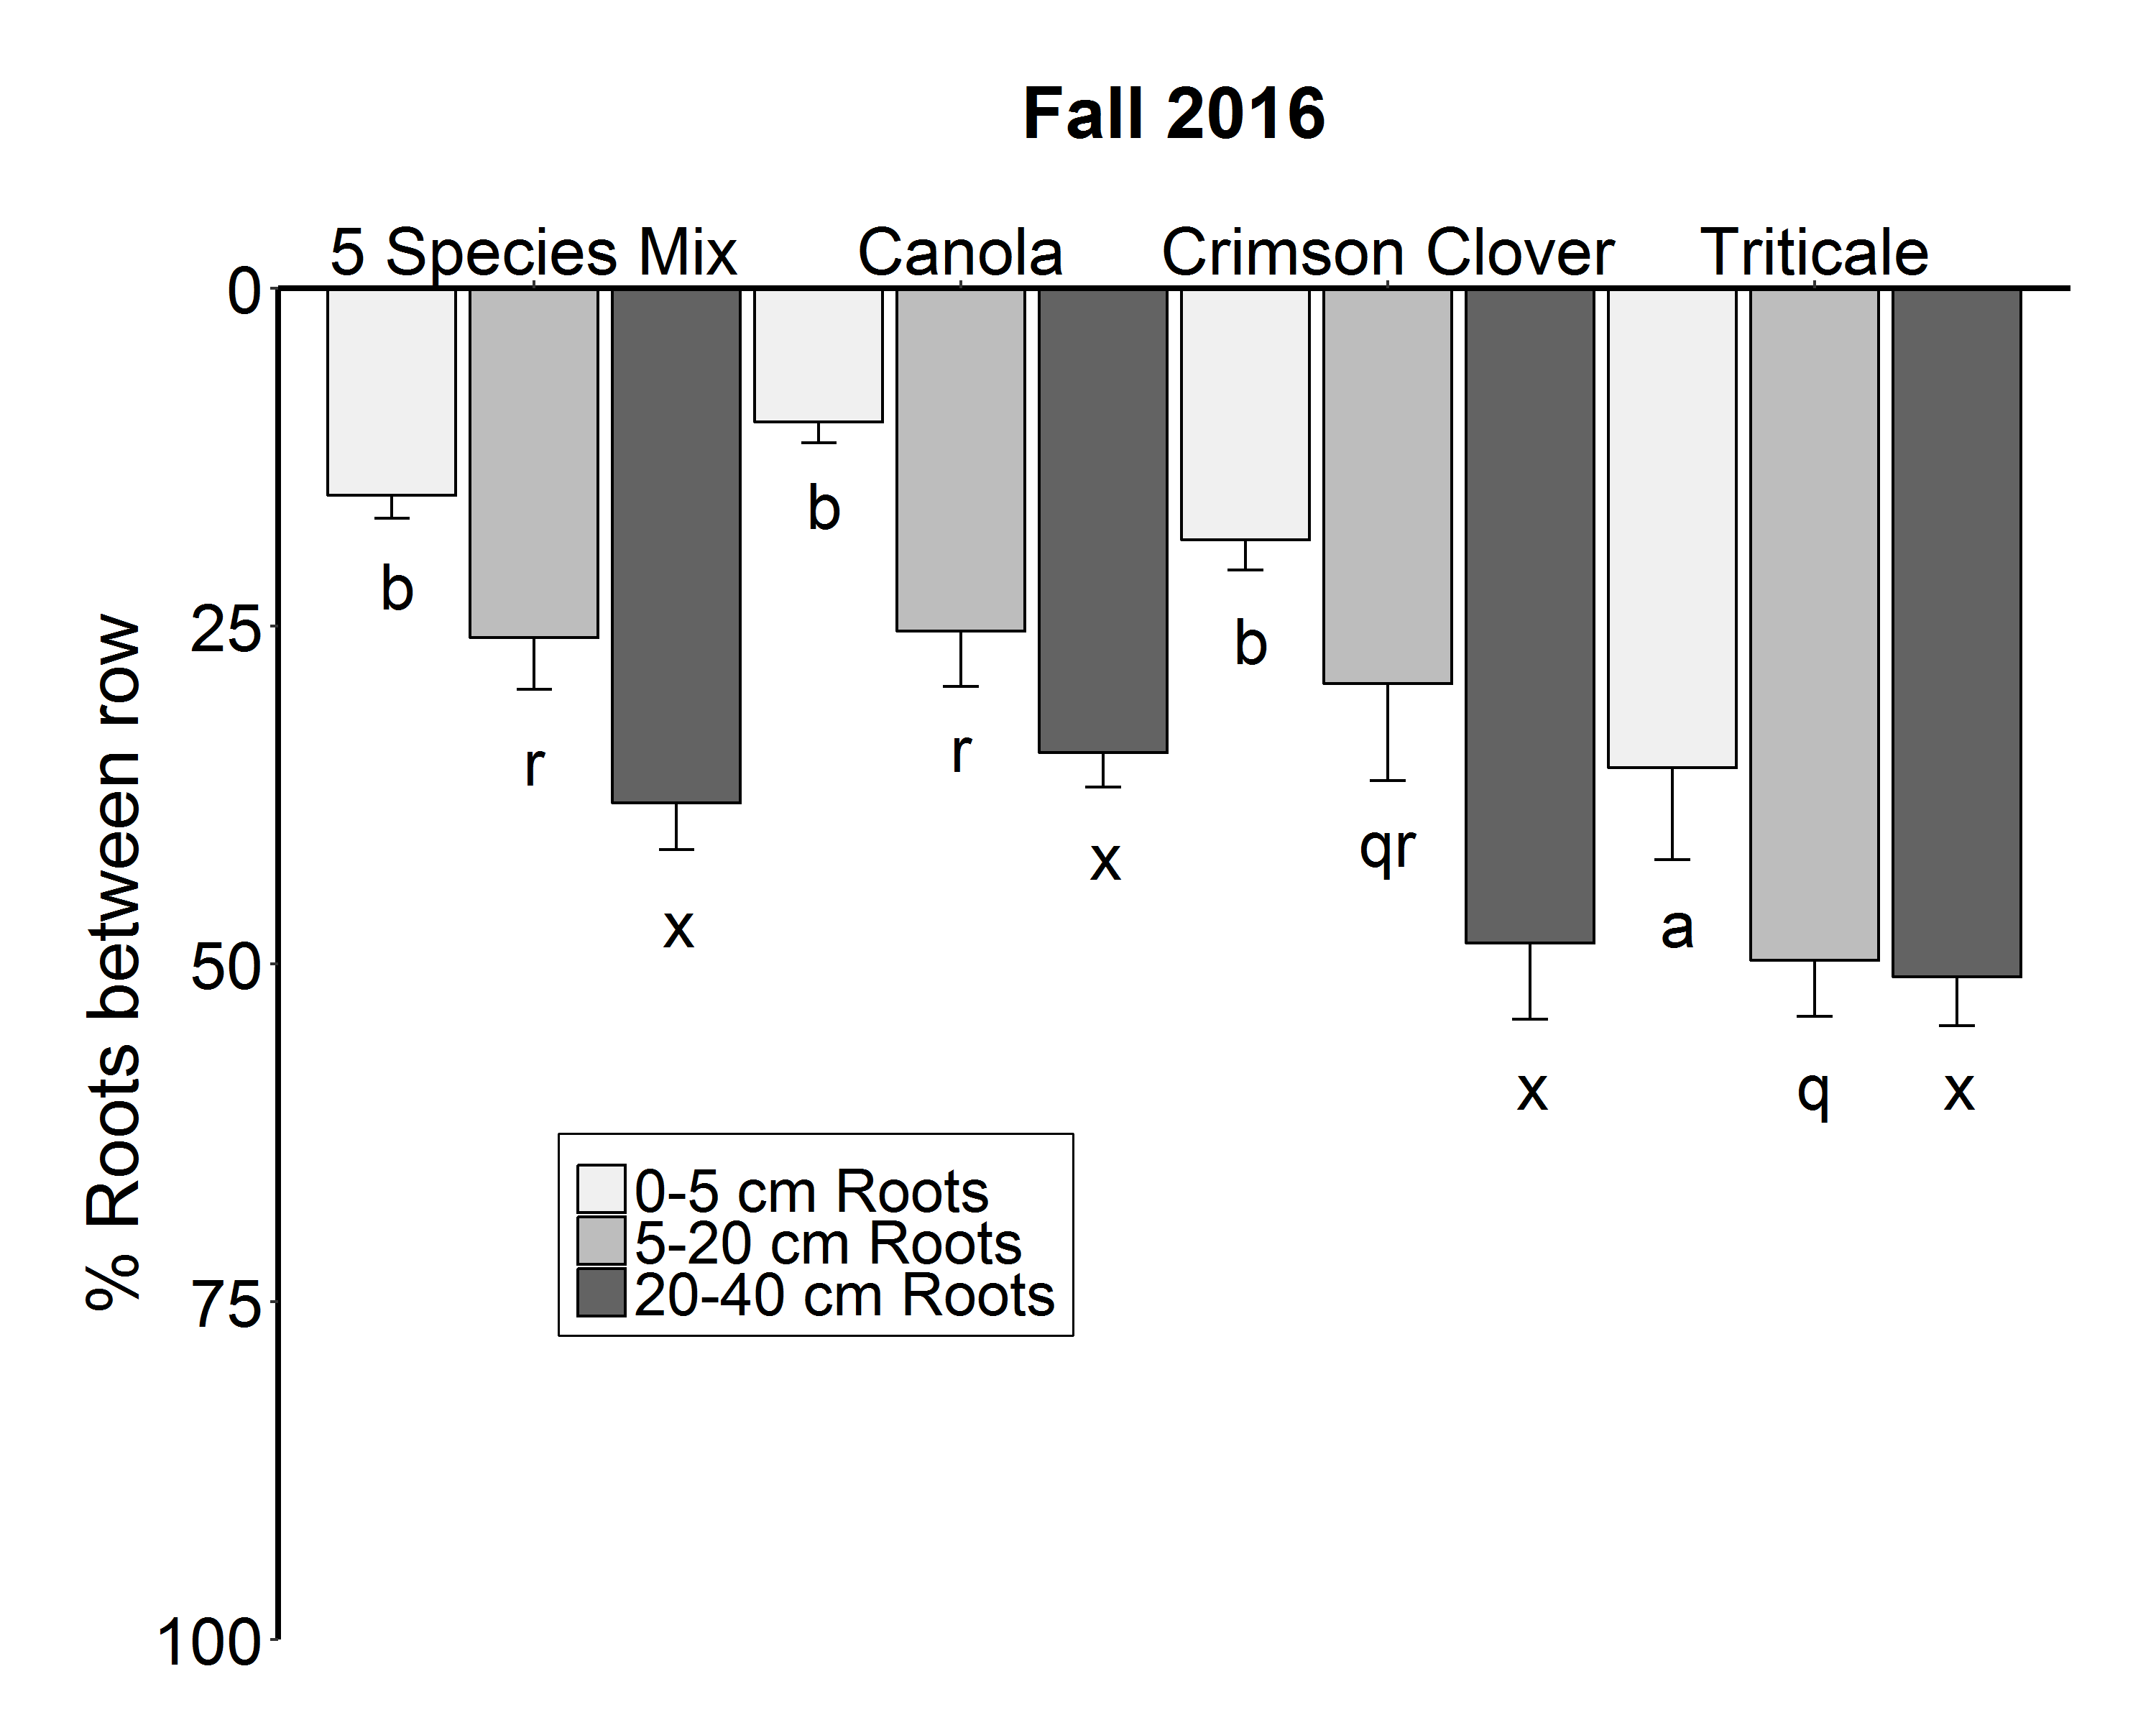 Fall 2016
5 Species Mix Canola Crimson Clover Triticale
0
25
50
75
100
% Roots between row
b r x b r x b qr x a q x
0-5 cm Roots
5-20 cm Roots
20-40 cm Roots